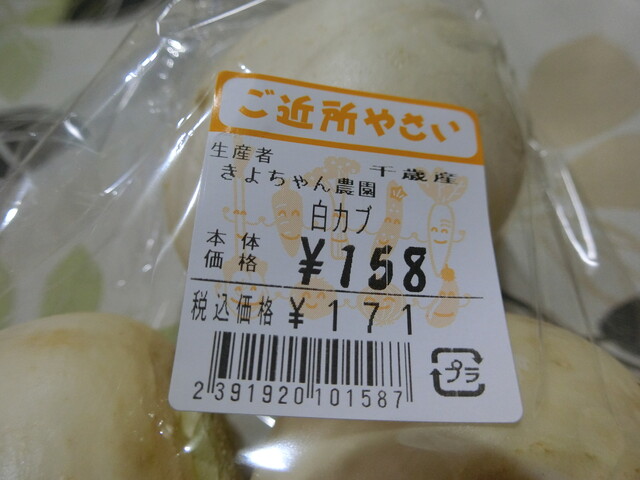 ご近所やさい
生産者 千歳産
きよちゃん農園
白カブ
本体価格 ¥158
税込価格 ¥171
2391920101587
プラ